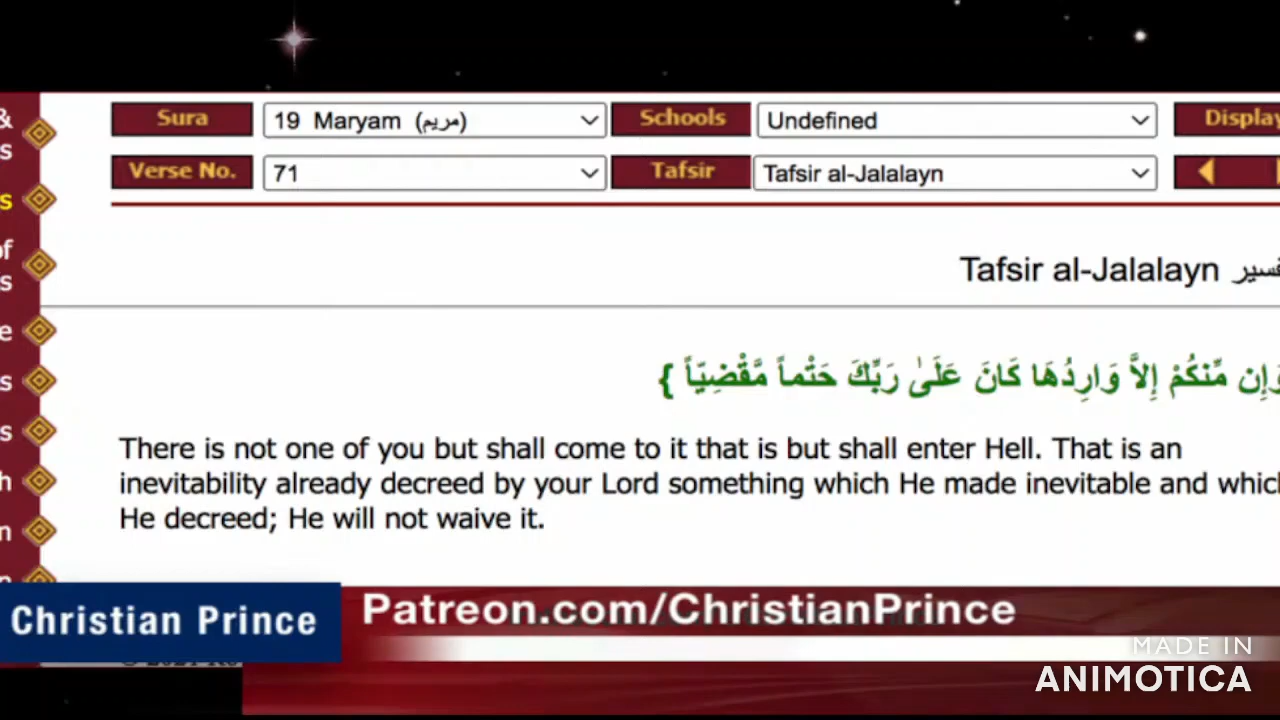 Sura
19 Maryam (مريم)
Schools
Undefined
Display
Verse No.
71
Tafsir
Tafsir al-Jalalayn
Tafsir al-Jalalayn
وَإِن مِّنكُمْ إِلاَّ وَارِدُهَا كَانَ عَلَىٰ رَبِّكَ حَتْماً مَّقْضِيّاً }
There is not one of you but shall come to it that is but shall enter Hell. That is an
inevitability already decreed by your Lord something which He made inevitable and which
He decreed; He will not waive it.
Christian Prince
Patreon.com/ChristianPrince
MADE IN
ANIMOTICA